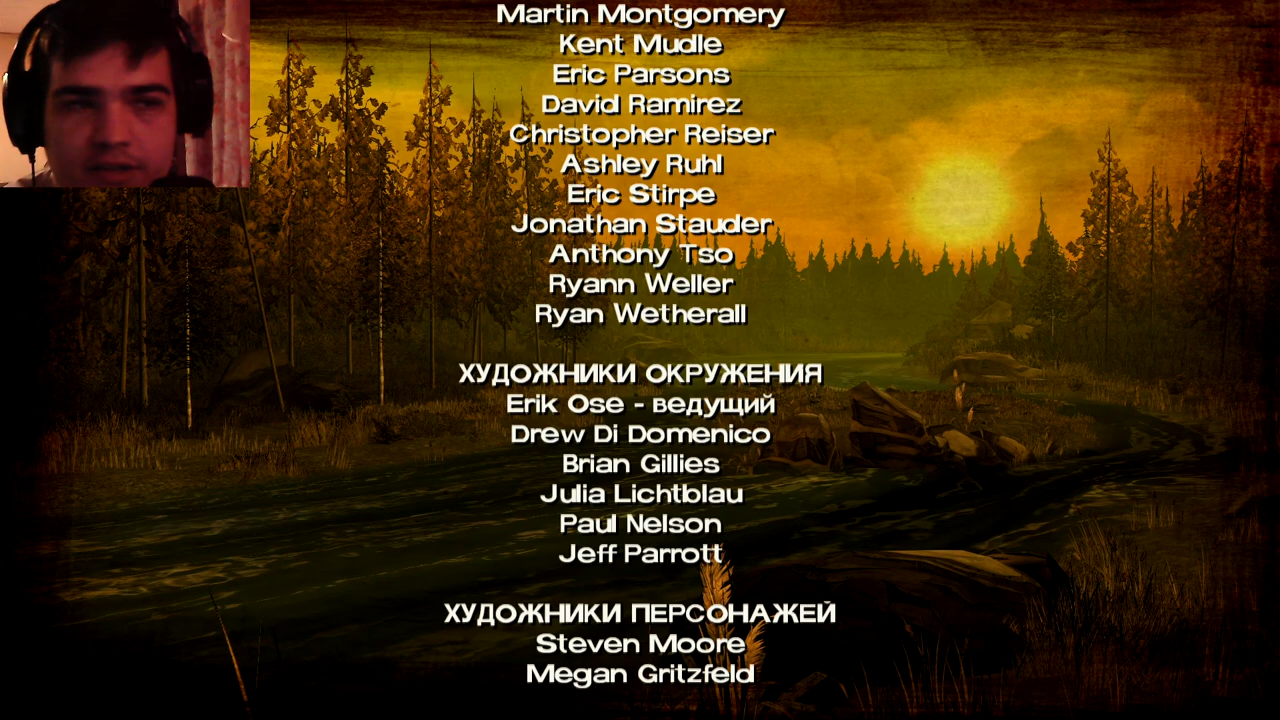 Martin Montgomery
Kent Mudle
Eric Parsons
David Ramirez
Christopher Reiser
Ashley Ruhl
Eric Stirpe
Jonathan Stauder
Anthony Tso
Ryann Weller
Ryan Wetherall
ХУДОЖНИКИ ОКРУЖЕНИЯ
Erik Ose - ведущий
Drew Di Domenico
Brian Gillies
Julia Lichtblau
Paul Nelson
Jeff Parrott
ХУДОЖНИКИ ПЕРСОНАЖЕЙ
Steven Moore
Megan Gritzfeld